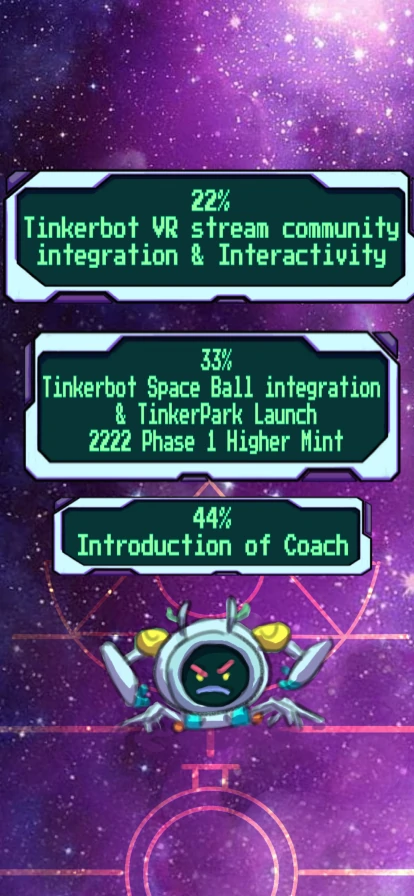 22%
Tinkerbot VR stream community
integration & Interactivity
33%
Tinkerbot Space Ball integration
& TinkerPark Launch
2222 Phase 1 Higher Mint
44%
Introduction of Coach